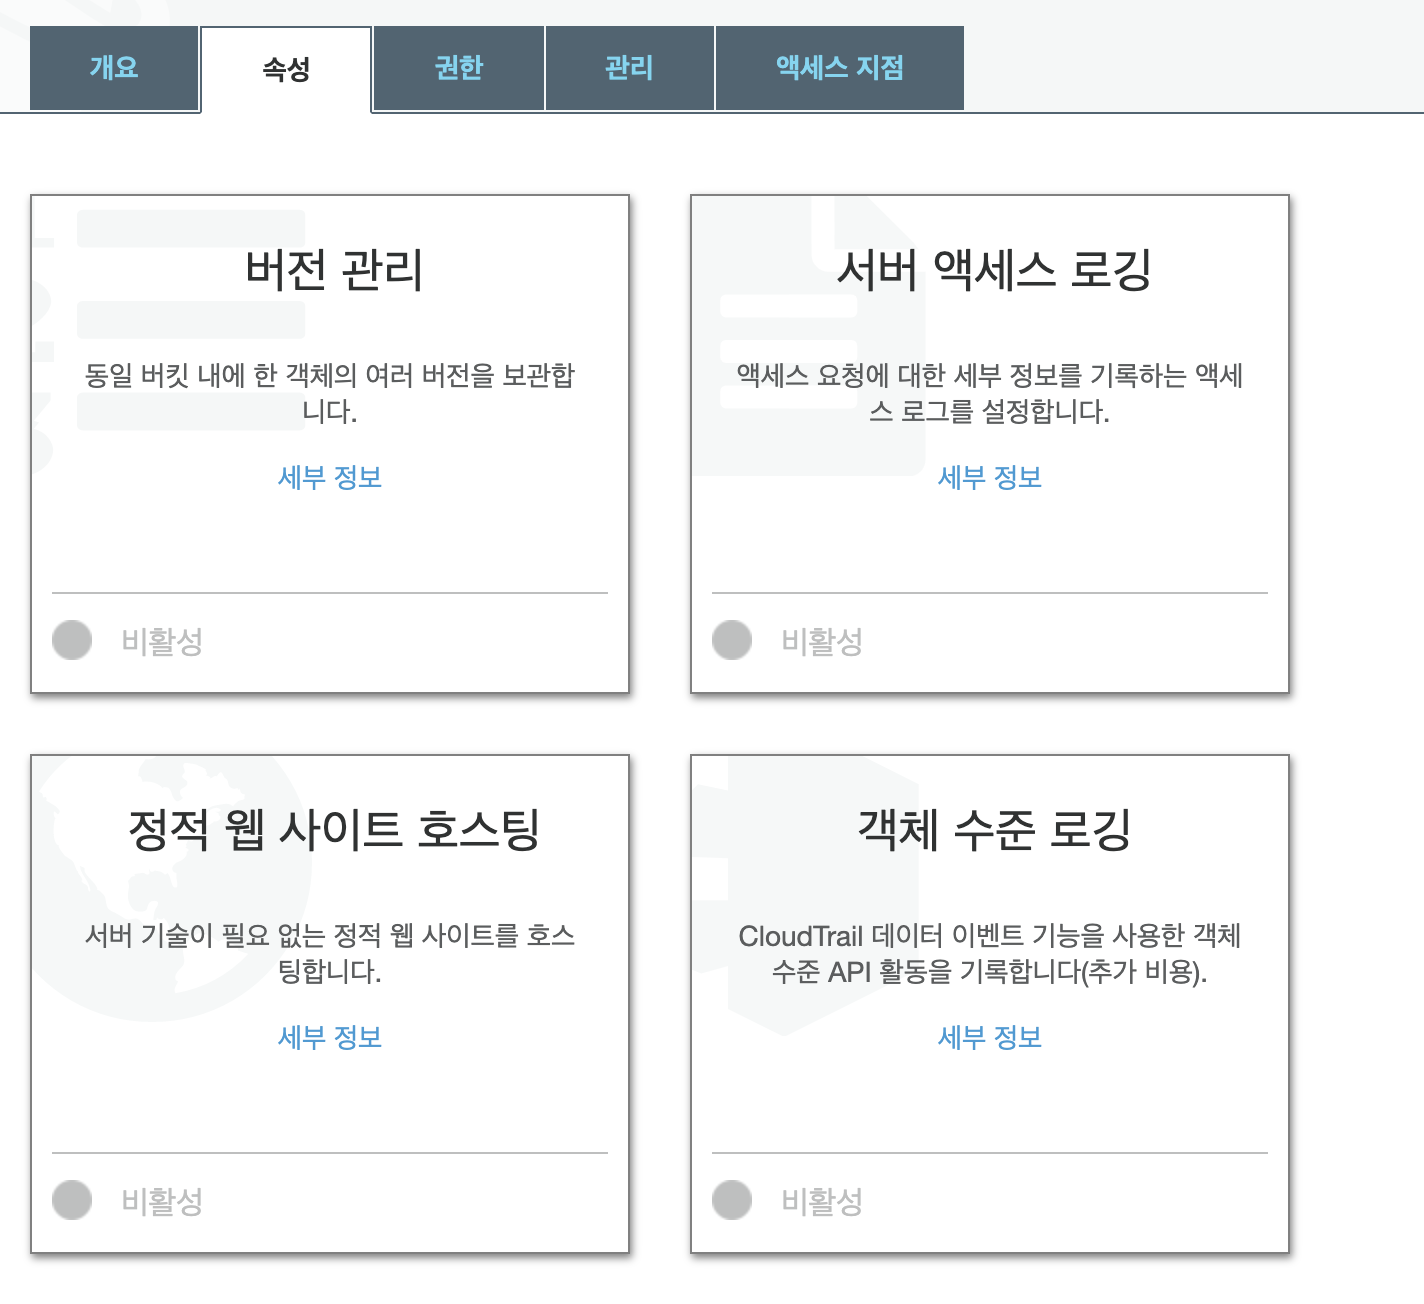 개요 속성 권한 관리 액세스 지점
버전 관리
동일 버킷 내에 한 객체의 여러 버전을 보관합
니다.
세부 정보
비활성
서버 액세스 로깅
액세스 요청에 대한 세부 정보를 기록하는 액세
스 로그를 설정합니다.
세부 정보
비활성
정적 웹 사이트 호스팅
서버 기술이 필요 없는 정적 웹 사이트를 호스
팅합니다.
세부 정보
비활성
객체 수준 로깅
CloudTrail 데이터 이벤트 기능을 사용한 객체
수준 API 활동을 기록합니다(추가 비용).
세부 정보
비활성